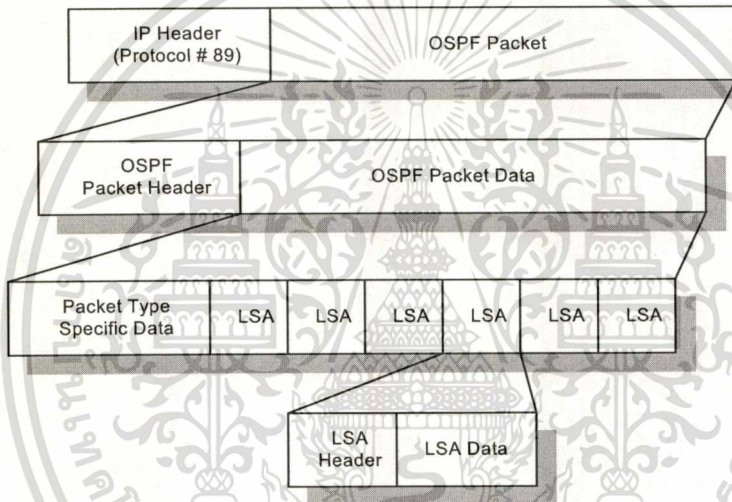 IP Header
(Protocol # 89)
OSPF Packet
OSPF
Packet Header
OSPF Packet Data
Packet Type
Specific Data
LSA
LSA
LSA
LSA
LSA
LSA
LSA
Header
LSA Data